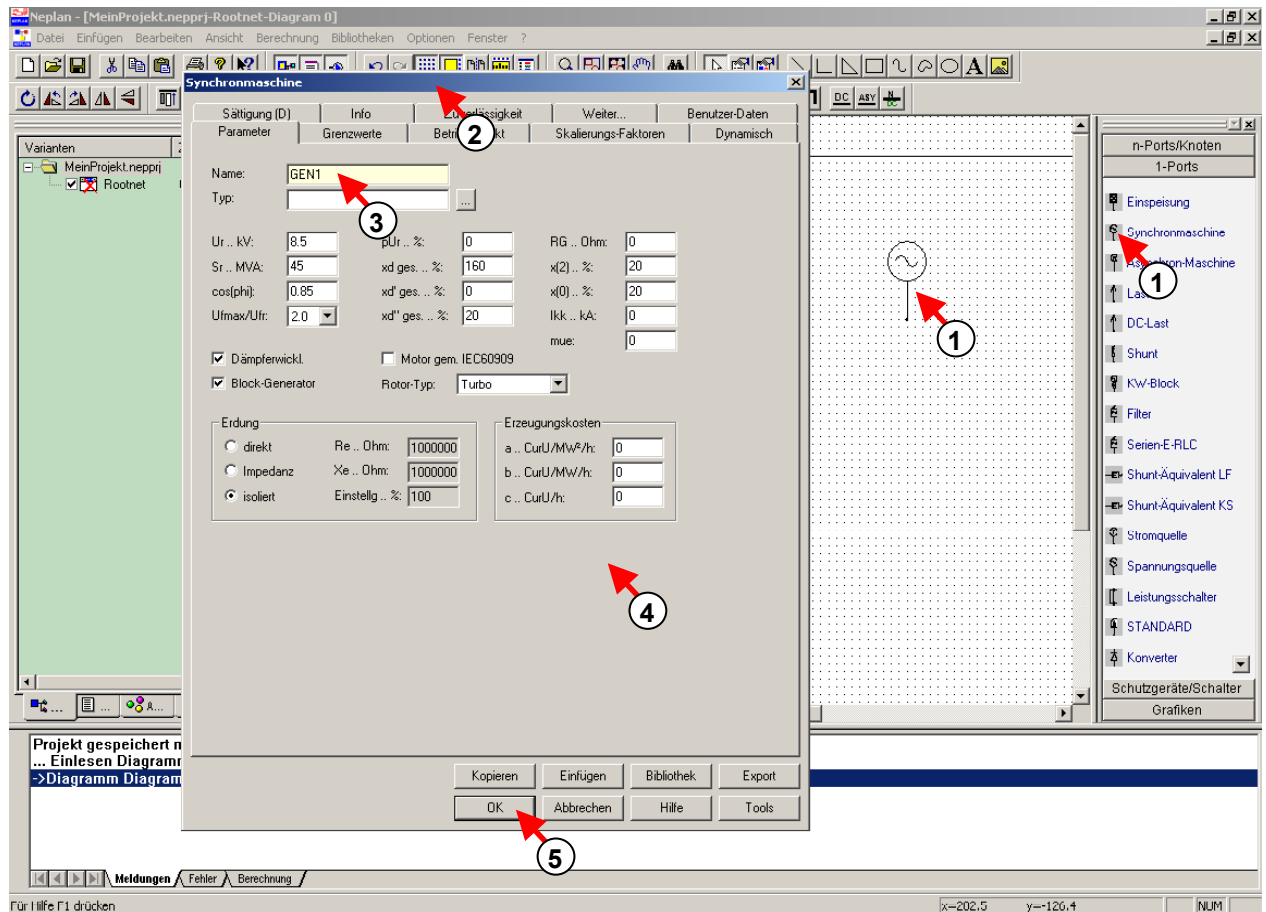 Neplan - [MeinProjekt.nepprj-Rootnet-Diagram 0]
Datei Einfügen Bearbeiten Ansicht Berechnung Bibliotheken Optionen Fenster ?
A
DC ASY
Synchronmaschine
Sättigung (D) Info Weiter... Benutzer-Daten
Parameter Grenzwerte Skalierungs-Faktoren Dynamisch
2
Name: GEN1
Typ: ...
3
Ur .. kV: 8.5 pUr .. %: 0 RG .. Ohm: 0
Sr .. MVA: 45 xd ges. .. %: 160 x(2) .. %: 20
cos(phi): 0.85 xd' ges. .. %: 0 x(0) .. %: 20
Ufmax/Ufr: 2.0 xd'' ges. .. %: 20 Ikk .. kA: 0
mue: 0
Dämpferwickl. Motor gem. IEC60909
Block-Generator Rotor-Typ: Turbo
Erdung
direkt Re .. Ohm: 1000000
Impedanz Xe .. Ohm: 1000000
isoliert Einstellg .. %: 100
Erzeugungskosten
a .. CurU/MW²/h: 0
b .. CurU/MW/h: 0
c .. CurU/h: 0
4
Kopieren Einfügen Bibliothek Export
OK Abbrechen Hilfe Tools
5
Varianten
MeinProjekt.nepprj
Rootnet
... ... A...
1
n-Ports/Knoten
1-Ports
Einspeisung
Synchronmaschine
Asynchron-Maschine
1
DC-Last
Shunt
KW-Block
Filter
Serien-E-RLC
Shunt-Äquivalent LF
Shunt-Äquivalent KS
Stromquelle
Spannungsquelle
Leistungsschalter
STANDARD
Konverter
Schutzgeräte/Schalter
Grafiken
Projekt gespeichert
... Einlesen
->Diagramm
Meldungen Fehler Berechnung
Für Hilfe F1 drücken x=202.5 y=-126.4 NUM